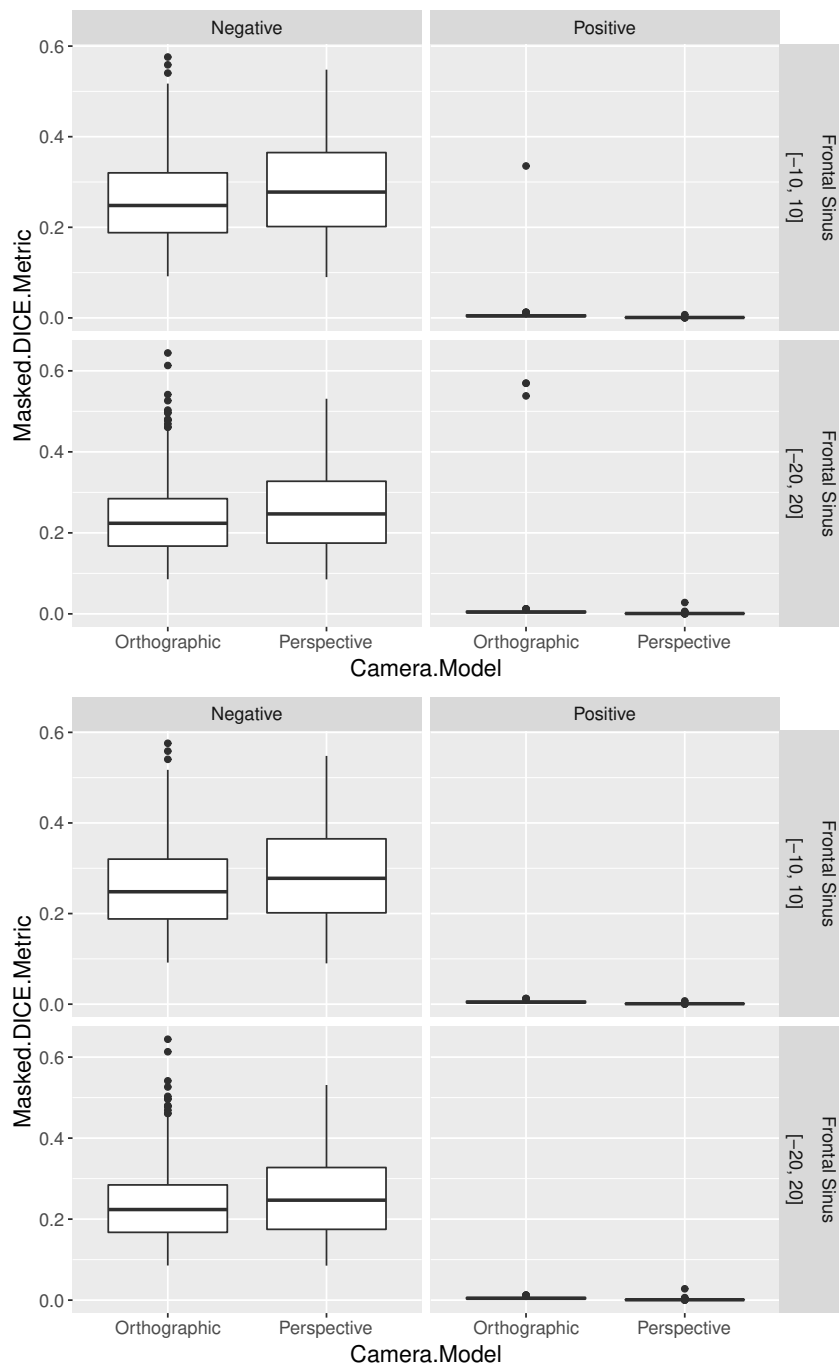 Negative
Positive
Masked.DICE.Metric
0.6
0.4
0.2
0.0
Frontal Sinus
[−10, 10]
0.6
0.4
0.2
0.0
Frontal Sinus
[−20, 20]
Orthographic
Perspective
Orthographic
Perspective
Camera.Model
Negative
Positive
Masked.DICE.Metric
0.6
0.4
0.2
0.0
Frontal Sinus
[−10, 10]
0.6
0.4
0.2
0.0
Frontal Sinus
[−20, 20]
Orthographic
Perspective
Orthographic
Perspective
Camera.Model